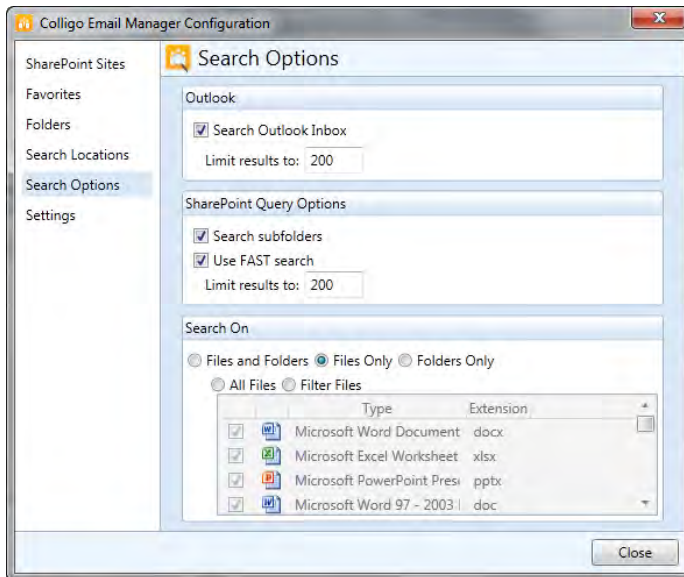 Colligo Email Manager Configuration
SharePoint Sites
Favorites
Folders
Search Locations
Search Options
Settings
Search Options
Outlook
Search Outlook Inbox
Limit results to: 200
SharePoint Query Options
Search subfolders
Use FAST search
Limit results to: 200
Search On
Files and Folders Files Only Folders Only
All Files Filter Files
Type Extension
Microsoft Word Document docx
Microsoft Excel Worksheet xlsx
Microsoft PowerPoint Pres pptx
Microsoft Word 97 - 2003 doc
Close